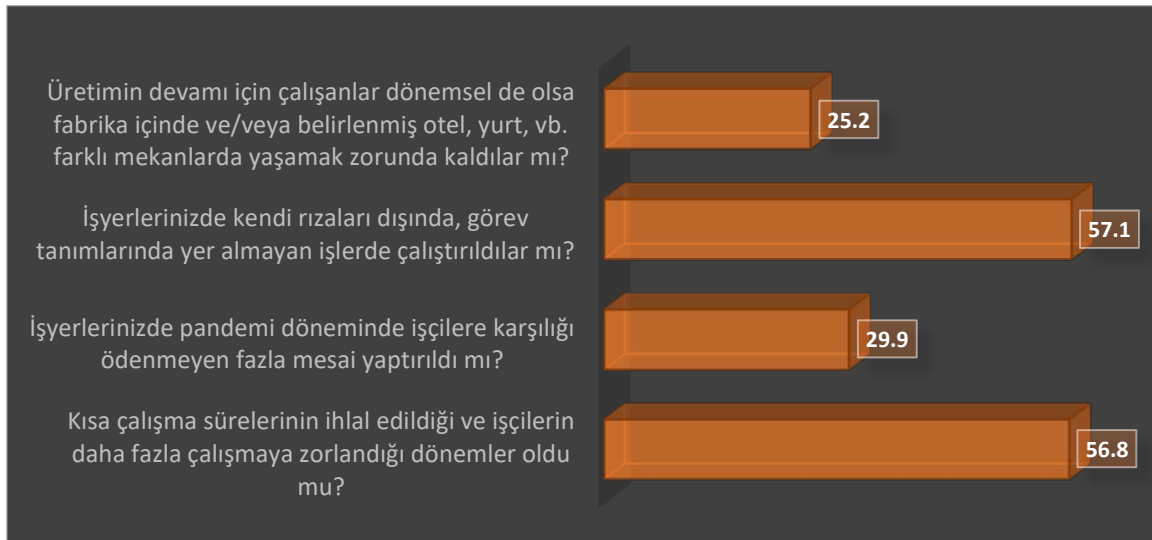 Üretimin devamı için çalışanlar dönemsel de olsa
fabrika içinde ve/veya belirlenmiş otel, yurt, vb.
farklı mekanlarda yaşamak zorunda kaldılar mı?
25.2
İşyerlerinizde kendi rızaları dışında, görev
tanımlarında yer almayan işlerde çalıştırıldılar mı?
57.1
İşyerlerinizde pandemi döneminde işçilere karşılığı
ödenmeyen fazla mesai yaptırıldı mı?
29.9
Kısa çalışma sürelerinin ihlal edildiği ve işçilerin
daha fazla çalışmaya zorlandığı dönemler oldu
mu?
56.8